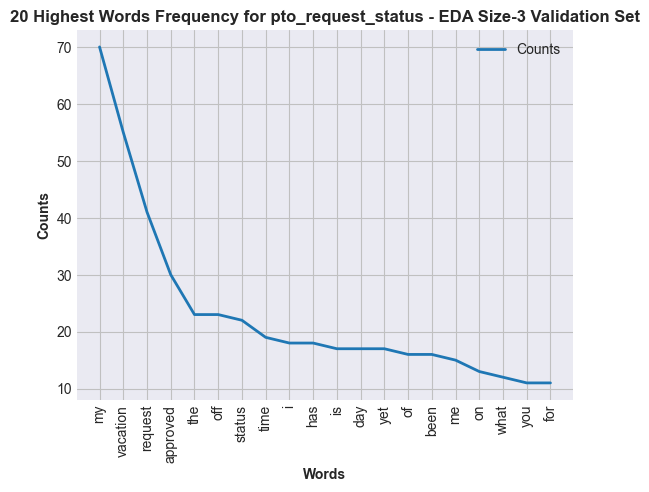 20 Highest Words Frequency for pto_request_status - EDA Size-3 Validation Set
Counts
70
60
50
40
30
20
10
Counts
my
vacation
request
approved
the
off
status
time
i
has
is
day
yet
of
been
me
on
what
you
for
Words